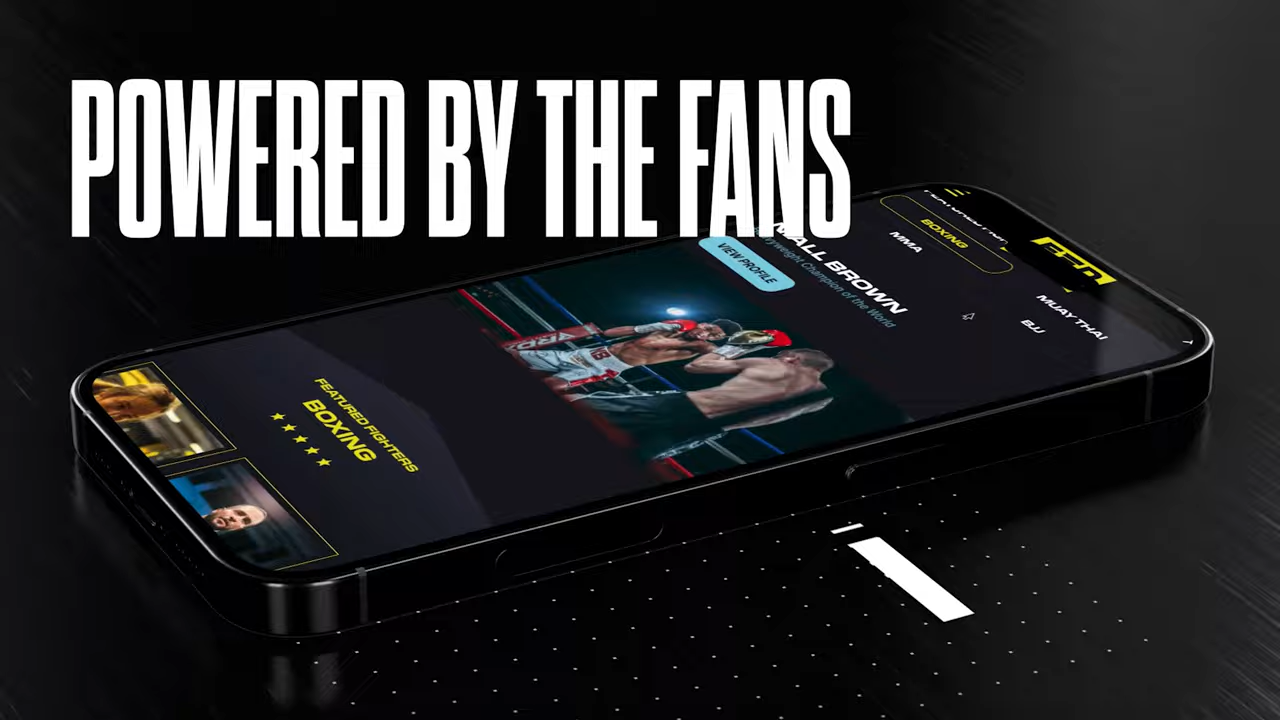 POWERED BY THE FANS
VIEW PROFILE
BROWN
Champion of the World
BOXING
MMA
MUAY THAI
BJJ
FEATURED FIGHTERS
BOXING